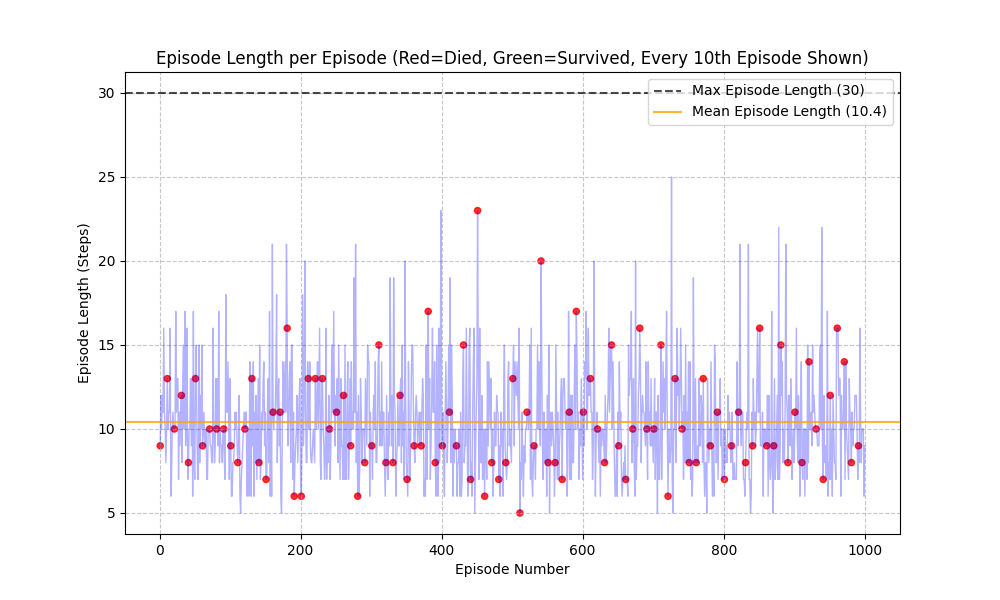 Episode Length per Episode (Red=Died, Green=Survived, Every 10th Episode Shown)
Max Episode Length (30)
Mean Episode Length (10.4)
Episode Length (Steps)
30
25
20
15
10
5
0
200
400
600
800
1000
Episode Number